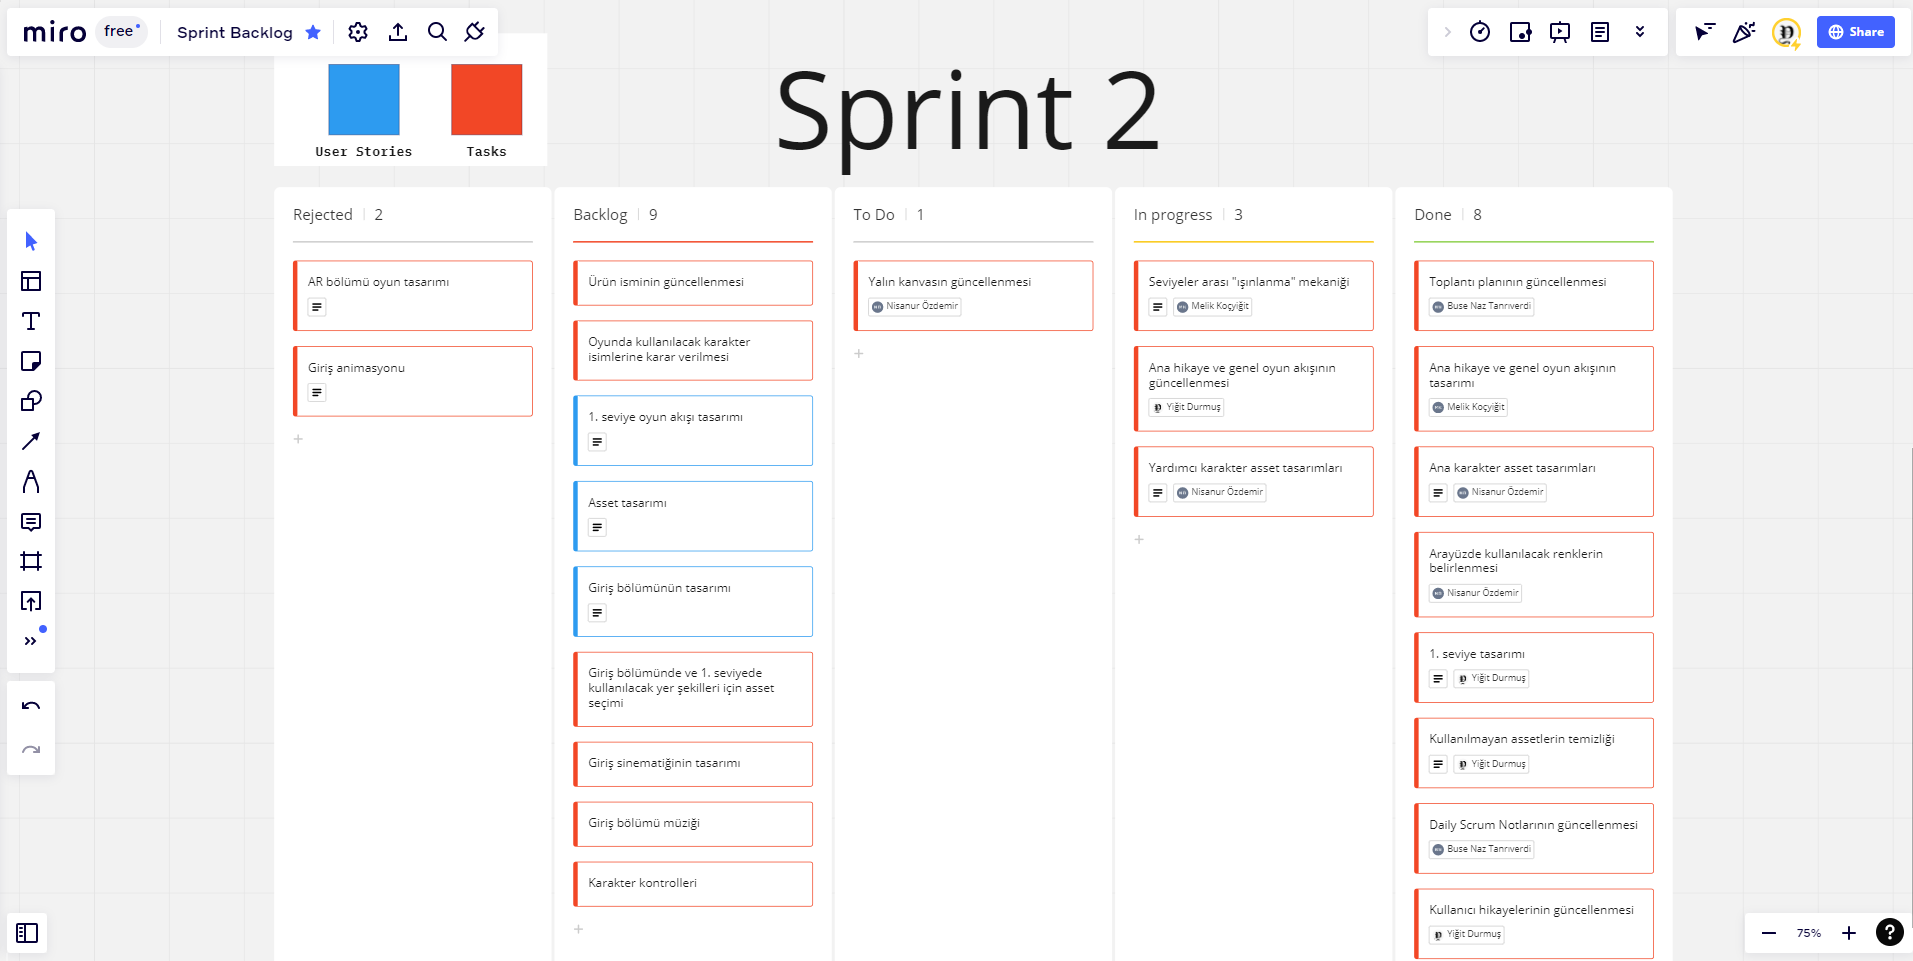 miro
free
Sprint Backlog
Share
User Stories
Tasks
Sprint 2
Rejected 2
AR bölümü oyun tasarımı
Giriş animasyonu
Backlog 9
Ürün isminin güncellenmesi
Oyunda kullanılacak karakter
isimlerine karar verilmesi
1. seviye oyun akışı tasarımı
Asset tasarımı
Giriş bölümünün tasarımı
Giriş bölümünde ve 1. seviyede
kullanılacak yer şekilleri için asset
seçimi
Giriş sinematiğinin tasarımı
Giriş bölümü müziği
Karakter kontrolleri
To Do 1
Yalın kanvasın güncellenmesi
Nisanur Özdemir
In progress 3
Seviyeler arası "ışınlanma" mekaniği
Melik Koçyiğit
Ana hikaye ve genel oyun akışının
güncellenmesi
Yiğit Durmuş
Yardımcı karakter asset tasarımları
Nisanur Özdemir
Done 8
Toplantı planının güncellenmesi
Buse Naz Tanrıverdi
Ana hikaye ve genel oyun akışının
tasarımı
Melik Koçyiğit
Ana karakter asset tasarımları
Nisanur Özdemir
Arayüzde kullanılacak renklerin
belirlenmesi
Nisanur Özdemir
1. seviye tasarımı
Yiğit Durmuş
Kullanılmayan assetlerin temizliği
Yiğit Durmuş
Daily Scrum Notlarının güncellenmesi
Buse Naz Tanrıverdi
Kullanıcı hikayelerinin güncellenmesi
Yiğit Durmuş
75%
?